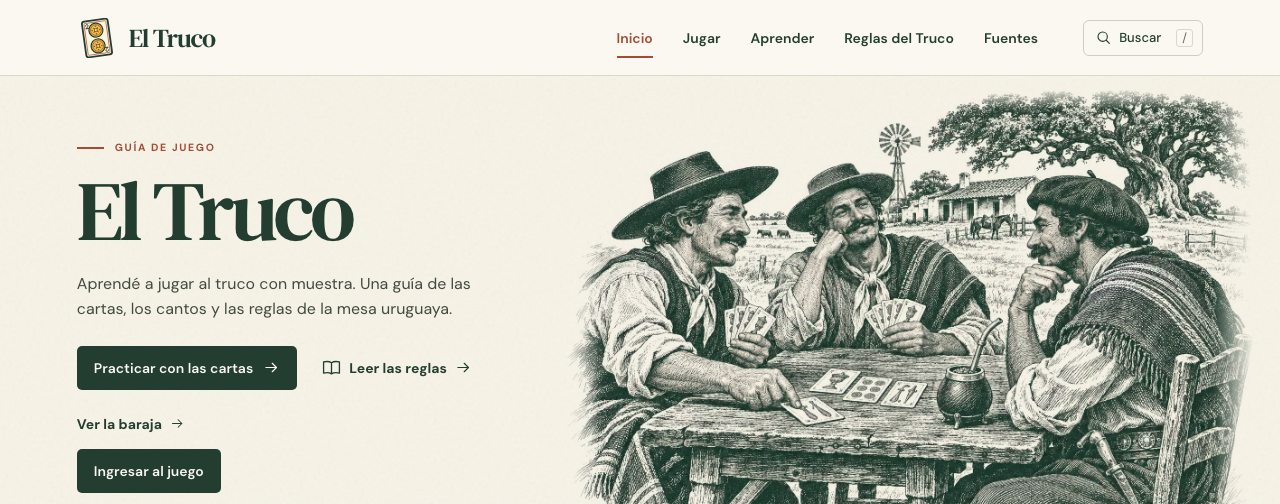 El Truco
Inicio
Jugar
Aprender
Reglas del Truco
Fuentes
Buscar
/
GUÍA DE JUEGO
El Truco
Aprendé a jugar al truco con muestra. Una guía de las
cartas, los cantos y las reglas de la mesa uruguaya.
Practicar con las cartas →
Leer las reglas →
Ver la baraja →
Ingresar al juego